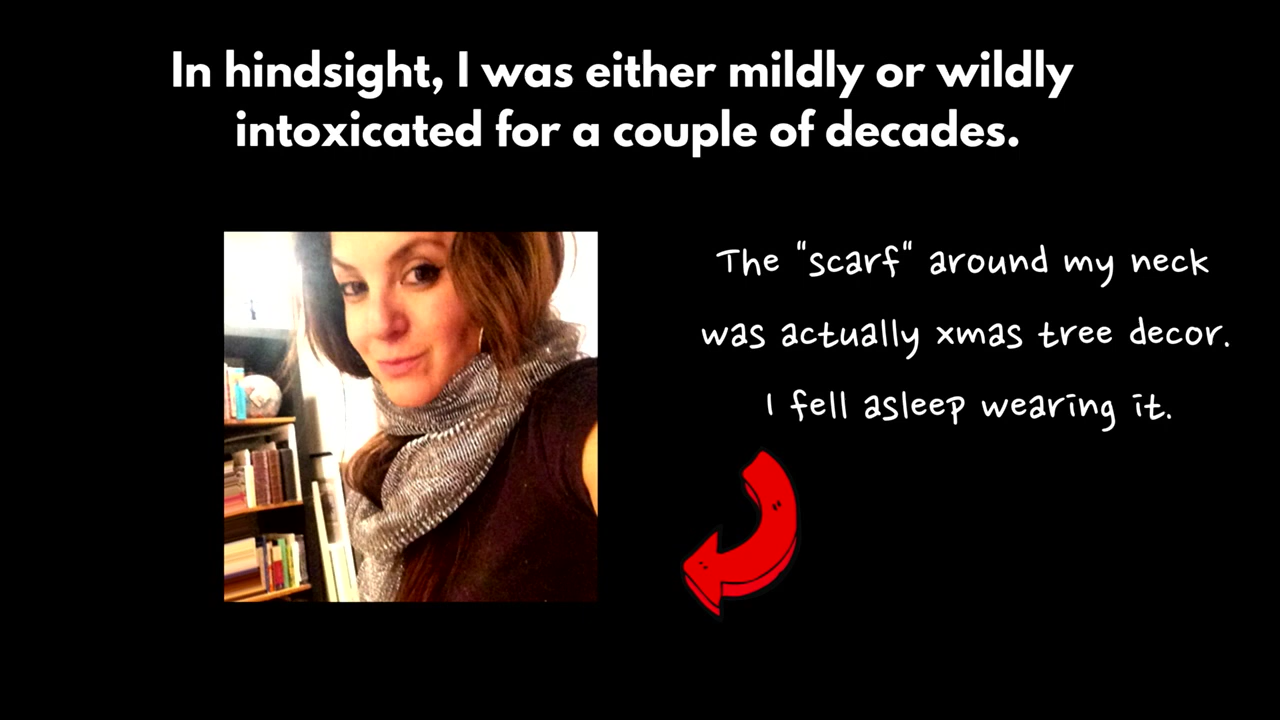 In hindsight, I was either mildly or wildly
intoxicated for a couple of decades.
The "scarf" around my neck
was actually xmas tree decor.
I fell asleep wearing it.